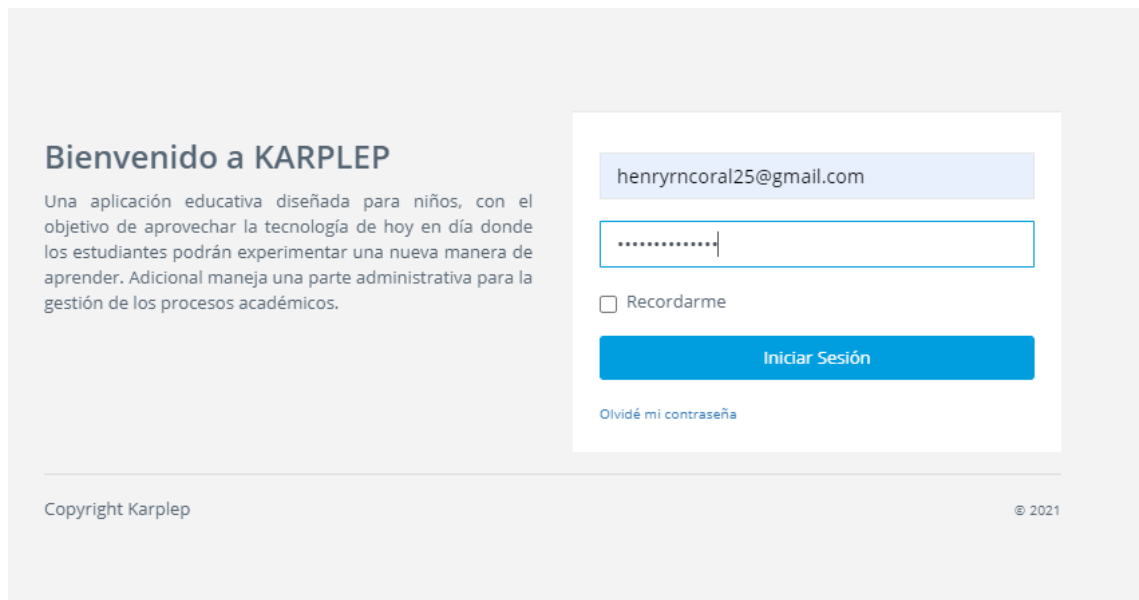 Bienvenido a KARPLEP
Una aplicación educativa diseñada para niños, con el
objetivo de aprovechar la tecnología de hoy en día donde
los estudiantes podrán experimentar una nueva manera de
aprender. Adicional maneja una parte administrativa para la
gestión de los procesos académicos.
henryrncoral25@gmail.com
••••••••••••••
Recordarme
Iniciar Sesión
Olvidé mi contraseña
Copyright Karplep
© 2021